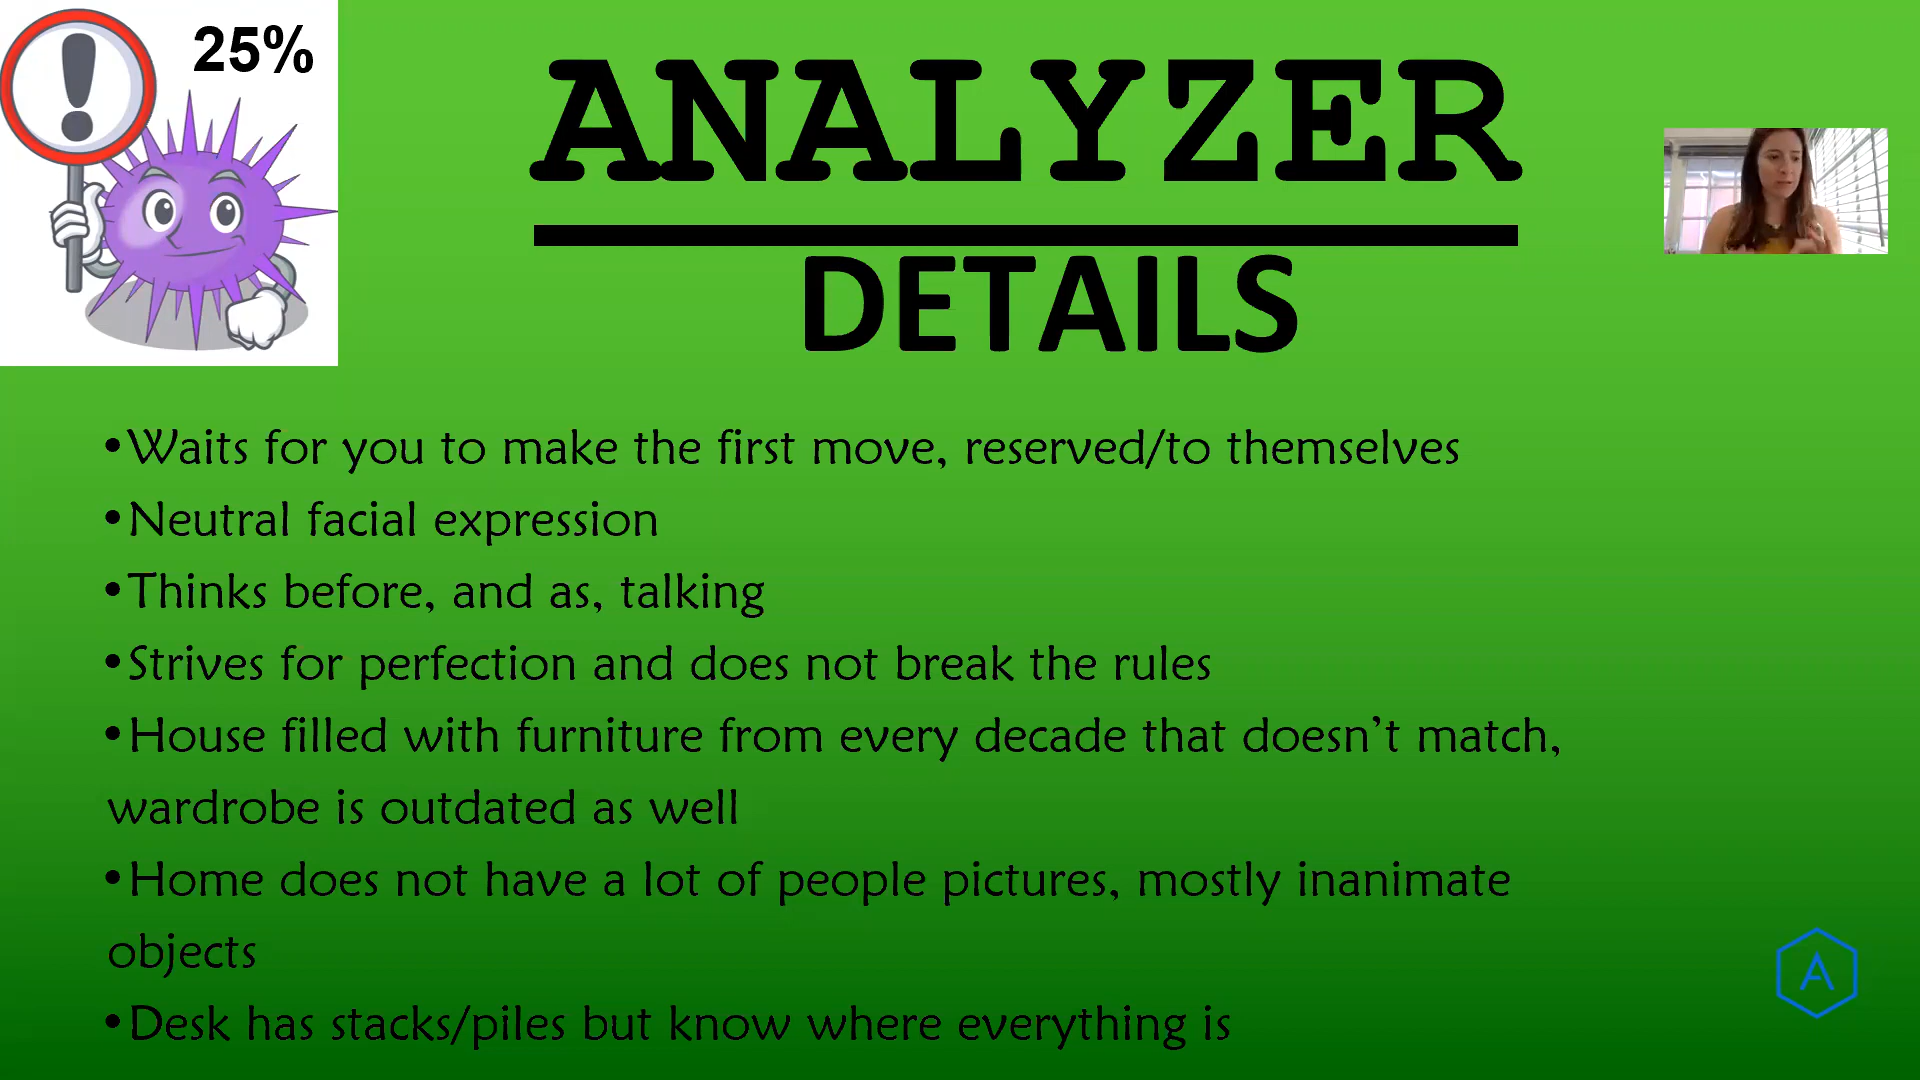 25%
ANALYZER
DETAILS
•Waits for you to make the first move, reserved/to themselves
•Neutral facial expression
•Thinks before, and as, talking
•Strives for perfection and does not break the rules
•House filled with furniture from every decade that doesn’t match,
wardrobe is outdated as well
•Home does not have a lot of people pictures, mostly inanimate
objects
•Desk has stacks/piles but know where everything is
A